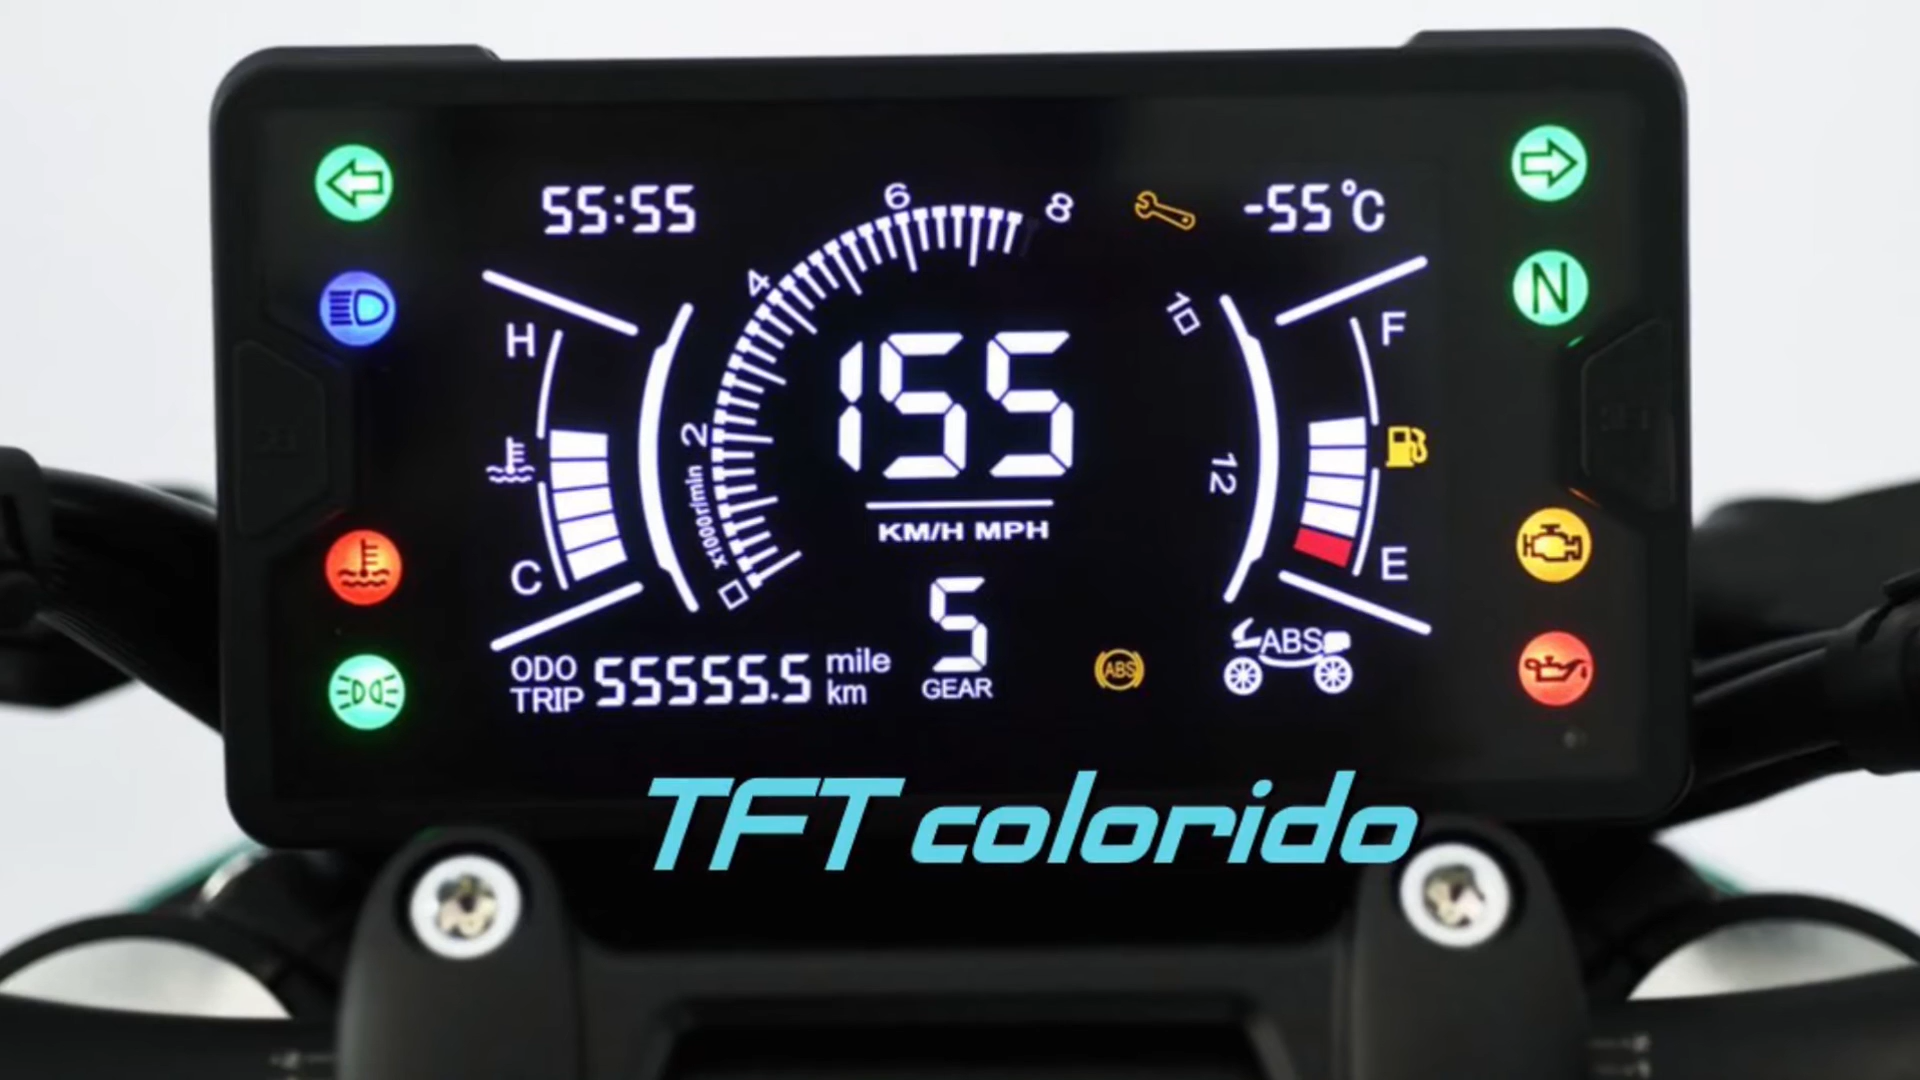 55:55
6
8
-55°C
4
10
N
H
F
155
2
12
x1000r/min
KM/H MPH
C
E
0
5
ABS
ODO
TRIP
55555.5
mile
km
GEAR
ABS
TFT colorido